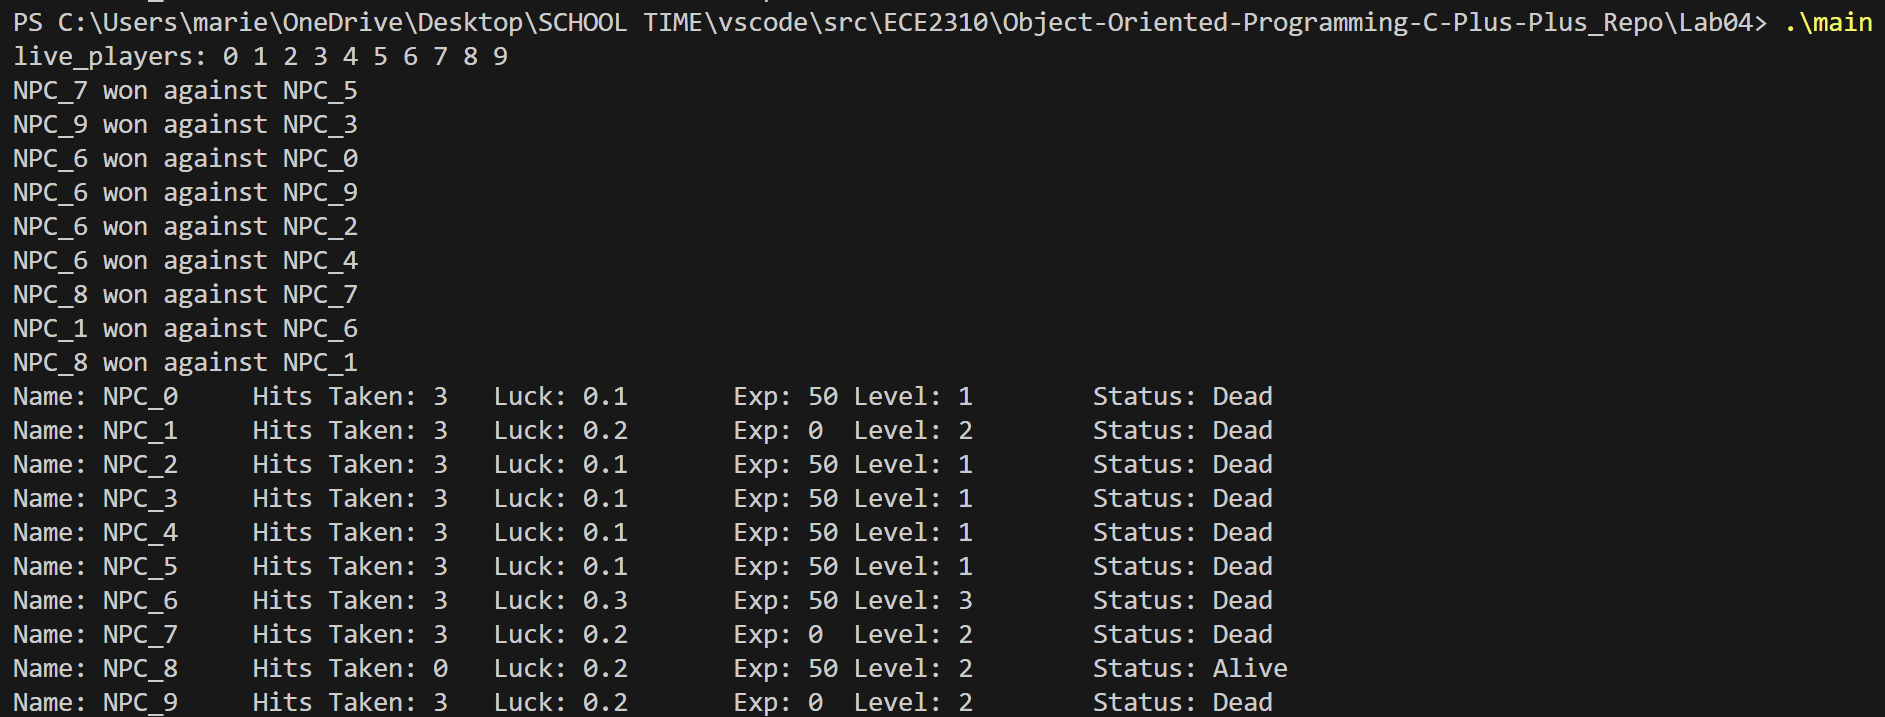 PS C:\Users\marie\OneDrive\Desktop\SCHOOL TIME\vscode\src\ECE2310\Object-Oriented-Programming-C-Plus-Plus_Repo\Lab04> .\main
live_players: 0 1 2 3 4 5 6 7 8 9
NPC_7 won against NPC_5
NPC_9 won against NPC_3
NPC_6 won against NPC_0
NPC_6 won against NPC_9
NPC_6 won against NPC_2
NPC_6 won against NPC_4
NPC_8 won against NPC_7
NPC_1 won against NPC_6
NPC_8 won against NPC_1
Name: NPC_0     Hits Taken: 3   Luck: 0.1       Exp: 50 Level: 1        Status: Dead
Name: NPC_1     Hits Taken: 3   Luck: 0.2       Exp: 0  Level: 2        Status: Dead
Name: NPC_2     Hits Taken: 3   Luck: 0.1       Exp: 50 Level: 1        Status: Dead
Name: NPC_3     Hits Taken: 3   Luck: 0.1       Exp: 50 Level: 1        Status: Dead
Name: NPC_4     Hits Taken: 3   Luck: 0.1       Exp: 50 Level: 1        Status: Dead
Name: NPC_5     Hits Taken: 3   Luck: 0.1       Exp: 50 Level: 1        Status: Dead
Name: NPC_6     Hits Taken: 3   Luck: 0.3       Exp: 50 Level: 3        Status: Dead
Name: NPC_7     Hits Taken: 3   Luck: 0.2       Exp: 0  Level: 2        Status: Dead
Name: NPC_8     Hits Taken: 0   Luck: 0.2       Exp: 50 Level: 2        Status: Alive
Name: NPC_9     Hits Taken: 3   Luck: 0.2       Exp: 0  Level: 2        Status: Dead